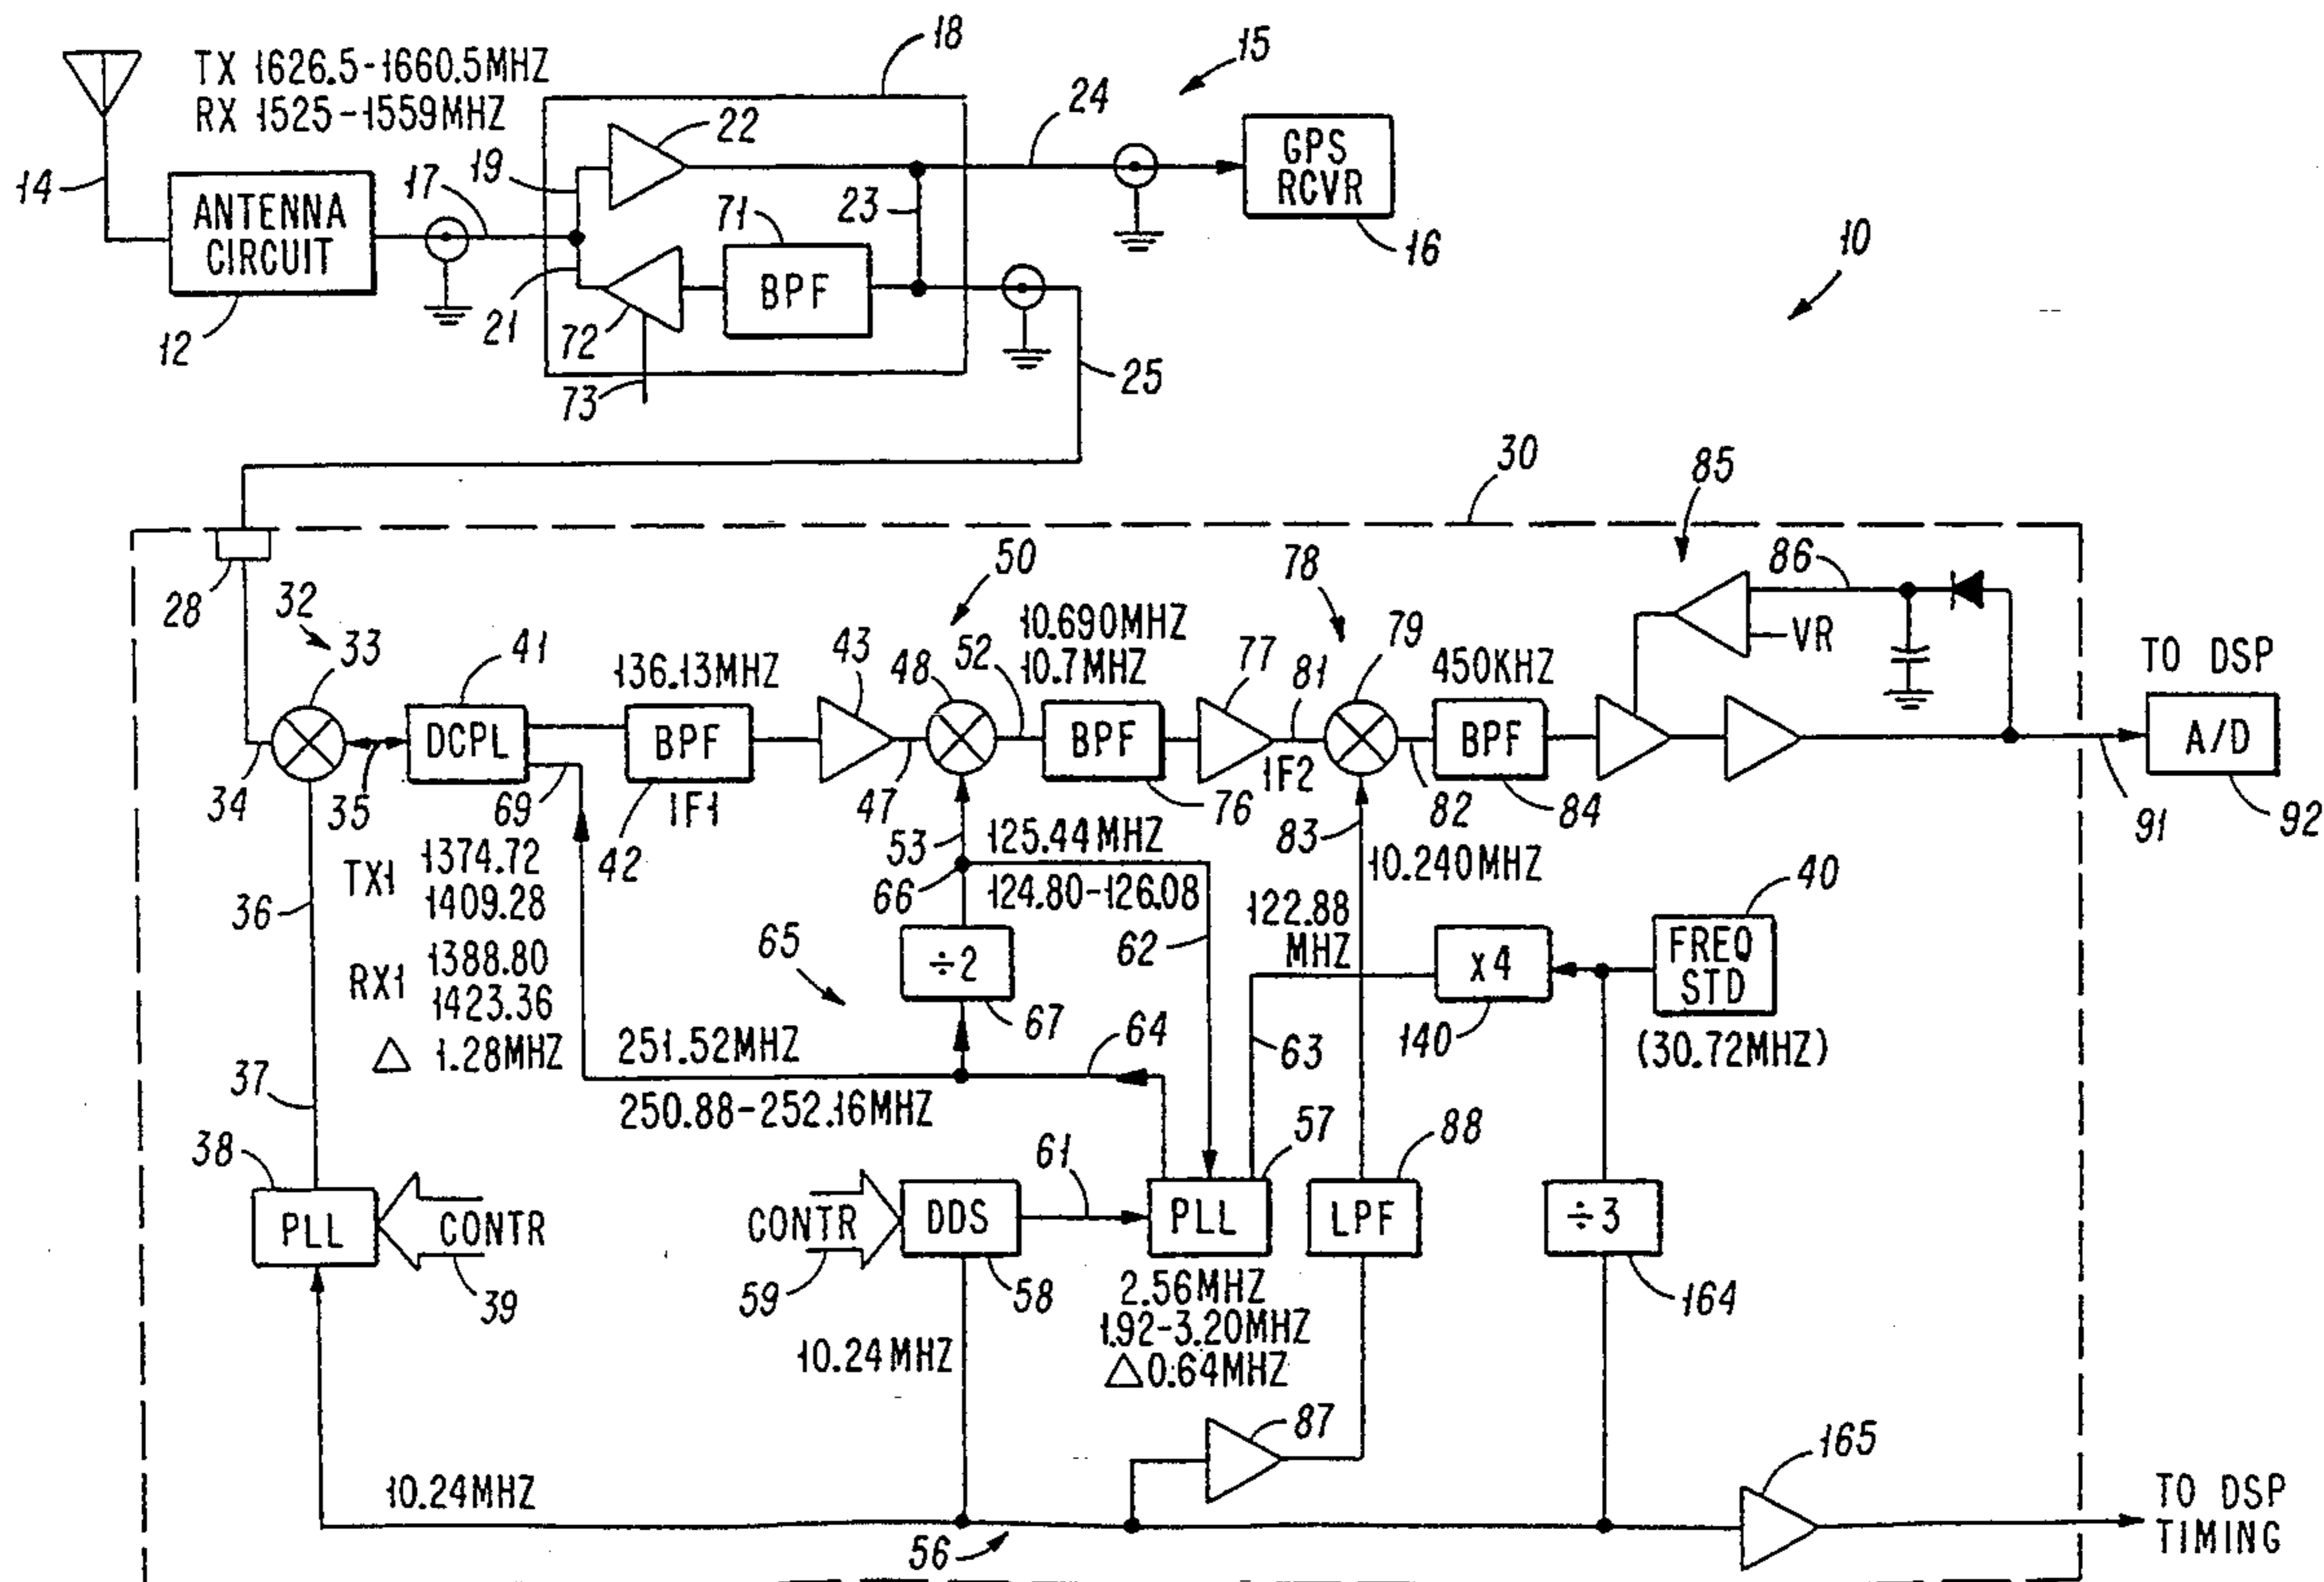 18
15
TX 1626.5-1660.5MHZ
RX 1525-1559MHZ
22
24
GPS
RCVR
14
19
17
ANTENNA
CIRCUIT
71
23
BPF
16
10
12
21
72
73
25
30
85
28
32
33
41
136.13MHZ
43
50
48
52
10.690MHZ
10.7MHZ
78
77
81
79
450KHZ
86
VR
TO DSP
DCPL
BPF
BPF
BPF
A/D
34
35
69
IF1
42
47
IF2
76
82
84
91
92
TX1 1374.72
1409.28
RX1 1388.80
1423.36
△ 1.28MHZ
36
53
125.44MHZ
66
124.80-126.08
83
10.240MHZ
122.88
MHZ
40
65
÷2
62
X4
FREQ
STD
67
140
(30.72MHZ)
37
251.52MHZ
64
63
250.88-252.16MHZ
38
61
57
88
PLL
CONTR
CONTR
DDS
PLL
LPF
÷3
39
59
58
2.56MHZ
1.92-3.20MHZ
△0.64MHZ
164
10.24MHZ
87
165
10.24MHZ
56
TO DSP
TIMING